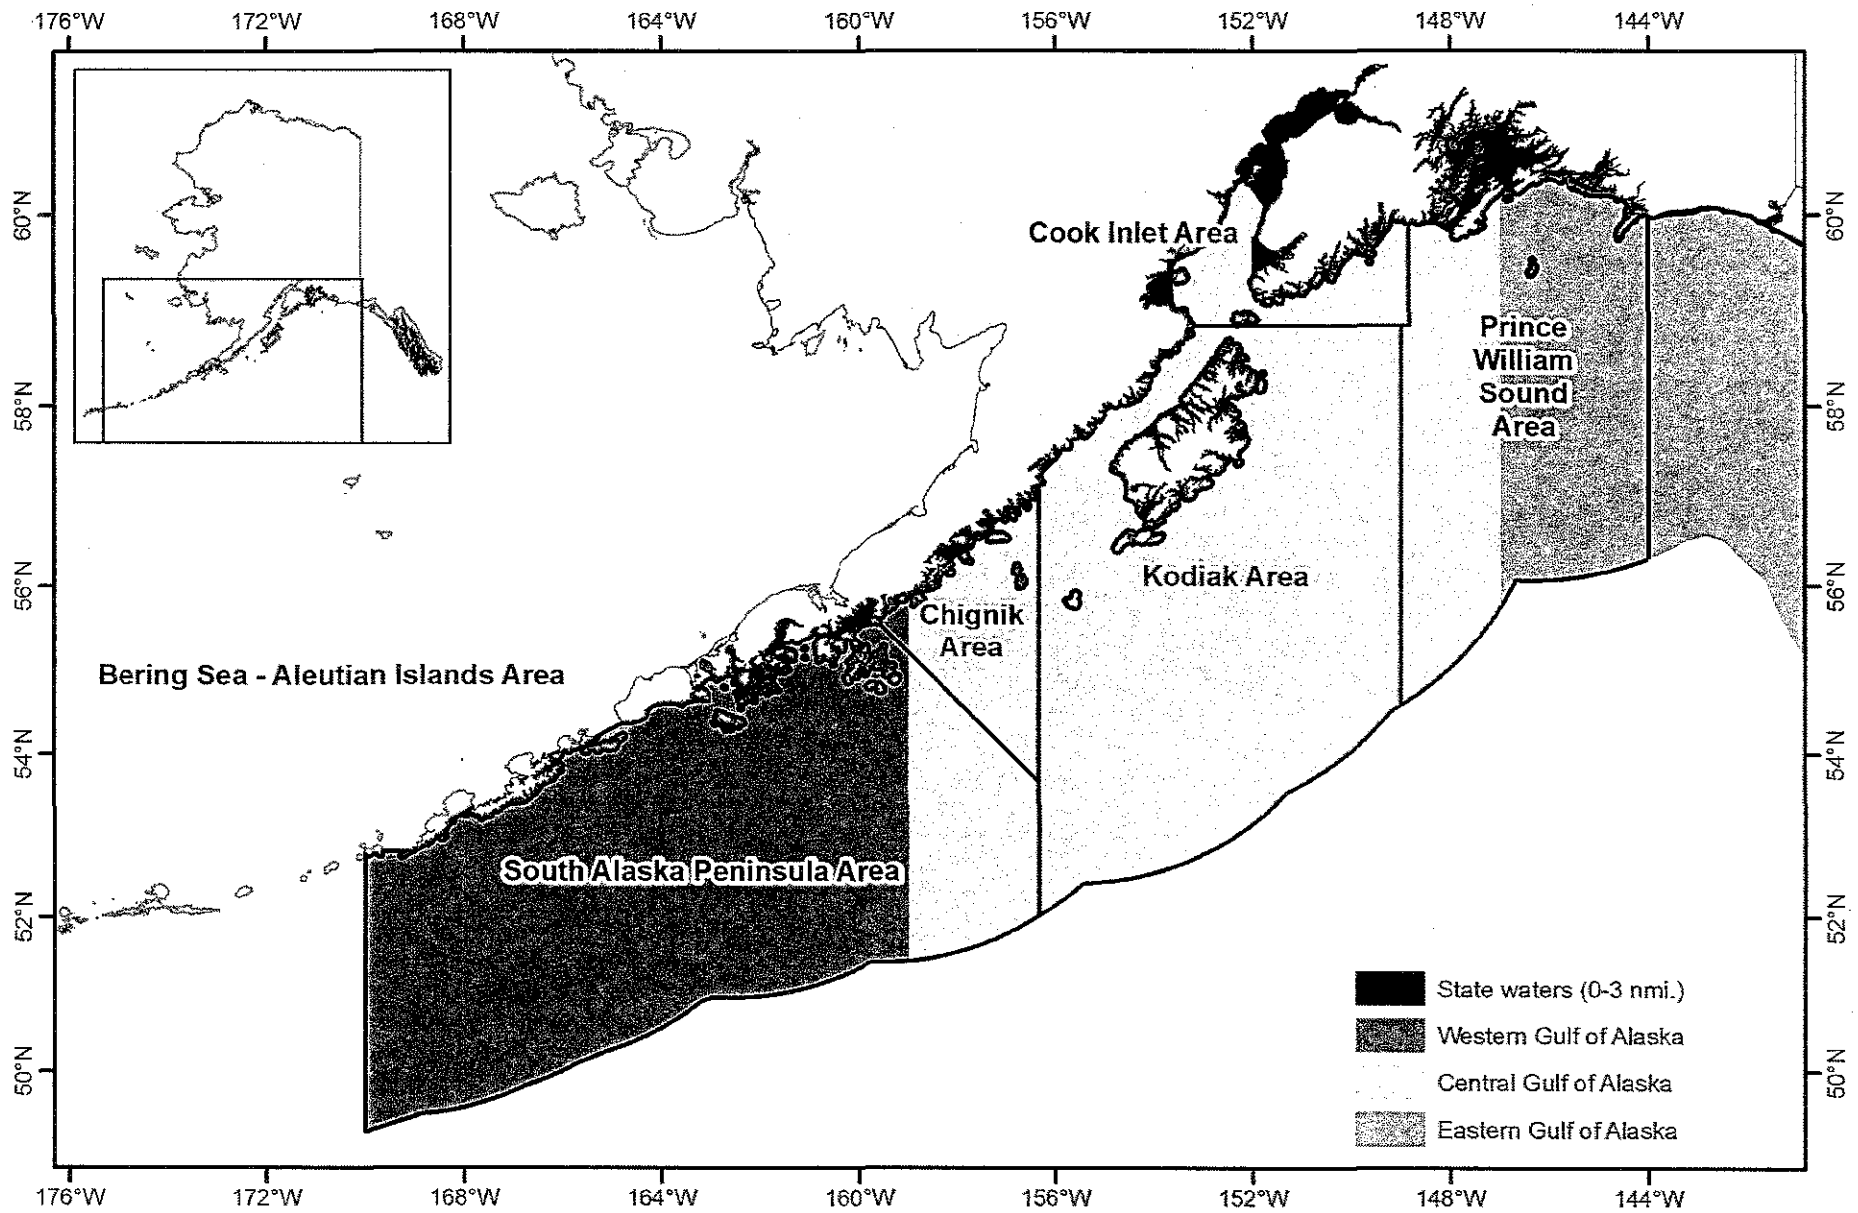 176°W 172°W 168°W 164°W 160°W 156°W 152°W 148°W 144°W
60°N
60°N
Cook Inlet Area
Prince
William
Sound
Area
58°N
58°N
Kodiak Area
56°N
56°N
Chignik
Area
Bering Sea - Aleutian Islands Area
54°N
54°N
South Alaska Peninsula Area
52°N
52°N
State waters (0-3 nmi.)
Western Gulf of Alaska
50°N
50°N
Central Gulf of Alaska
Eastern Gulf of Alaska
176°W 172°W 168°W 164°W 160°W 156°W 152°W 148°W 144°W